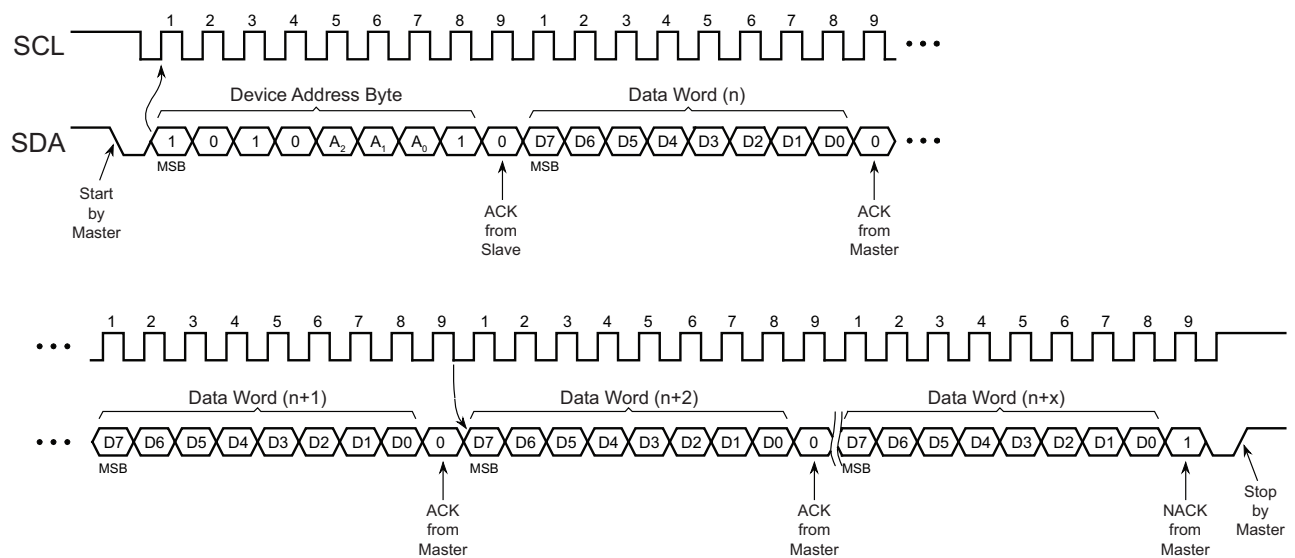 1 2 3 4 5 6 7 8 9 1 2 3 4 5 6 7 8 9
SCL
Device Address Byte Data Word (n)
SDA 1 0 1 0 A2 A1 A0 1 0 D7 D6 D5 D4 D3 D2 D1 D0 0
MSB MSB
Start
by
Master
ACK
from
Slave
ACK
from
Master
1 2 3 4 5 6 7 8 9 1 2 3 4 5 6 7 8 9 1 2 3 4 5 6 7 8 9
Data Word (n+1) Data Word (n+2) Data Word (n+x)
D7 D6 D5 D4 D3 D2 D1 D0 0 D7 D6 D5 D4 D3 D2 D1 D0 0 D7 D6 D5 D4 D3 D2 D1 D0 1
MSB MSB MSB
ACK
from
Master
ACK
from
Master
NACK
from
Master
Stop
by
Master